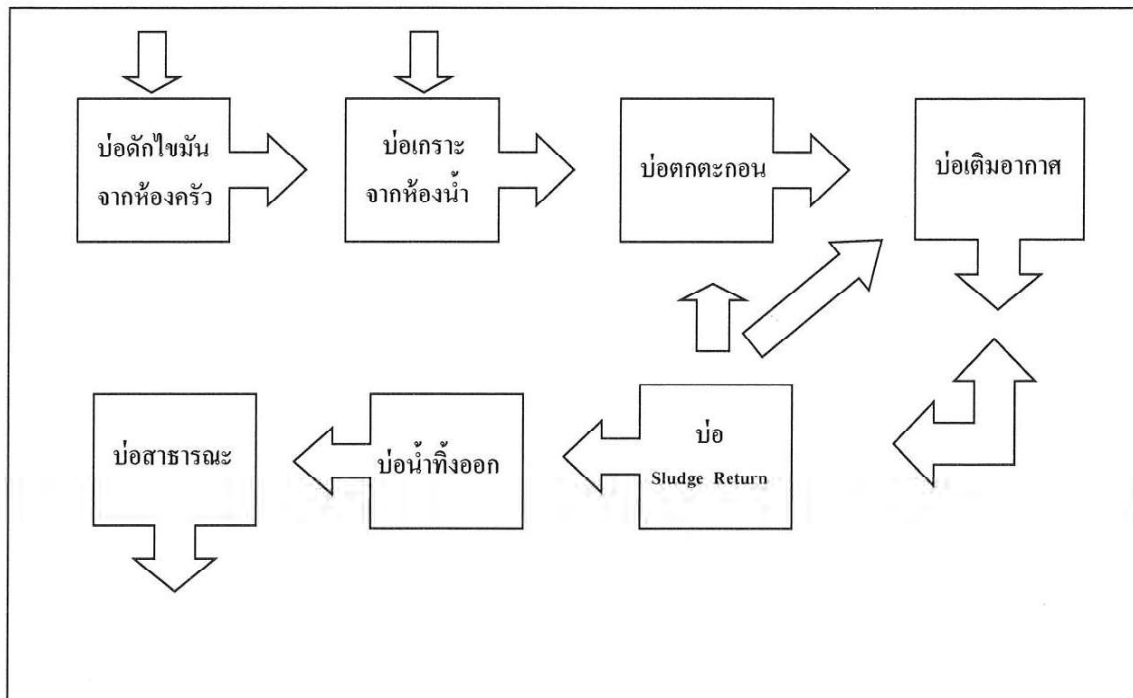 บ่อดักไขมัน
จากห้องครัว
บ่อเกราะ
จากห้องน้ำ
บ่อตกตะกอน
บ่อเติมอากาศ
บ่อสาธารณะ
บ่อน้ำทิ้งออก
บ่อ
Sludge Return